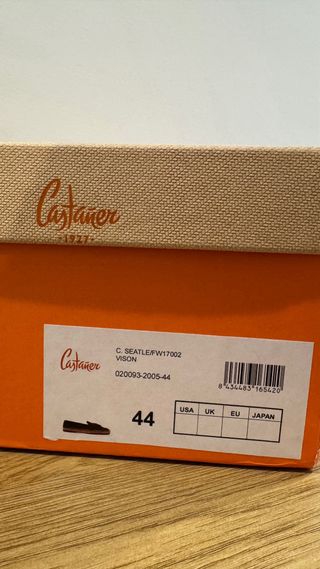 Castañer
·1927·
Castañer
C. SEATLE/FW17002
VISON
020093-2005-44
8 434483 165420
44
USA UK EU JAPAN